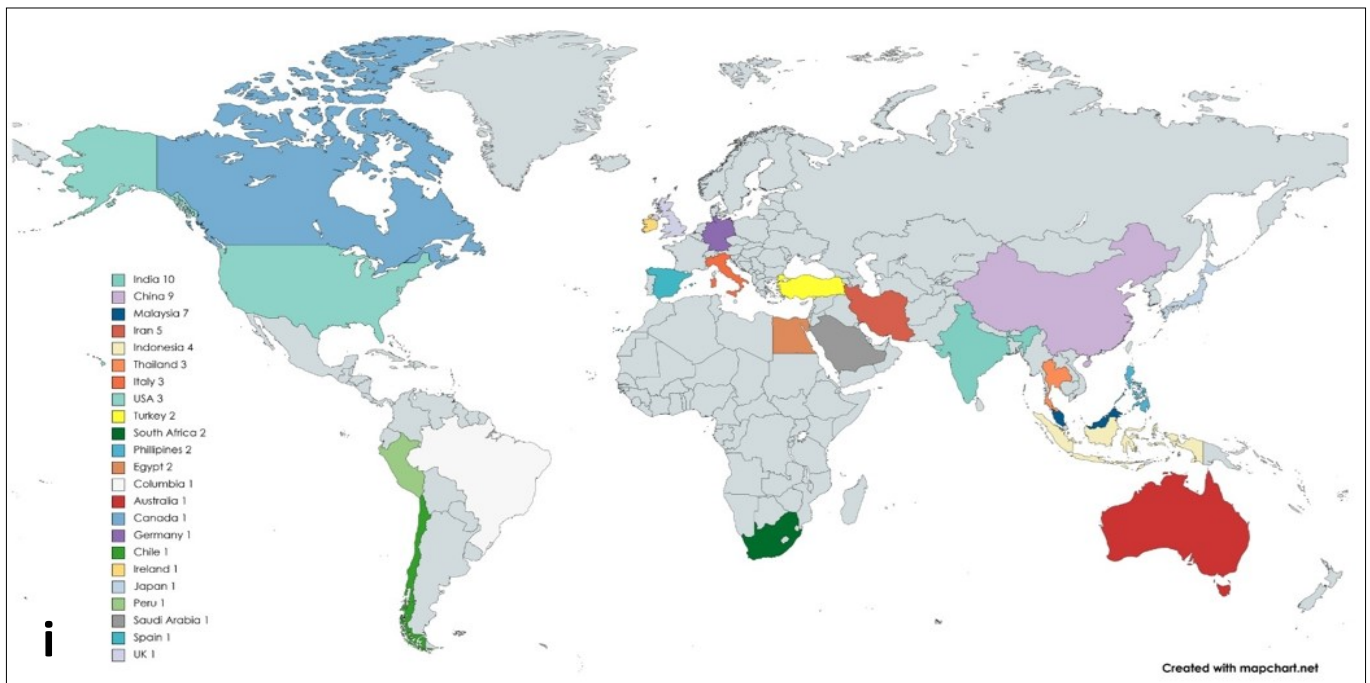 India 10
China 9
Malaysia 7
Iran 5
Indonesia 4
Thailand 3
Italy 3
USA 3
Turkey 2
South Africa 2
Phillipines 2
Egypt 2
Columbia 1
Australia 1
Canada 1
Germany 1
Chile 1
Ireland 1
Japan 1
Peru 1
Saudi Arabia 1
Spain 1
UK 1
i
Created with mapchart.net